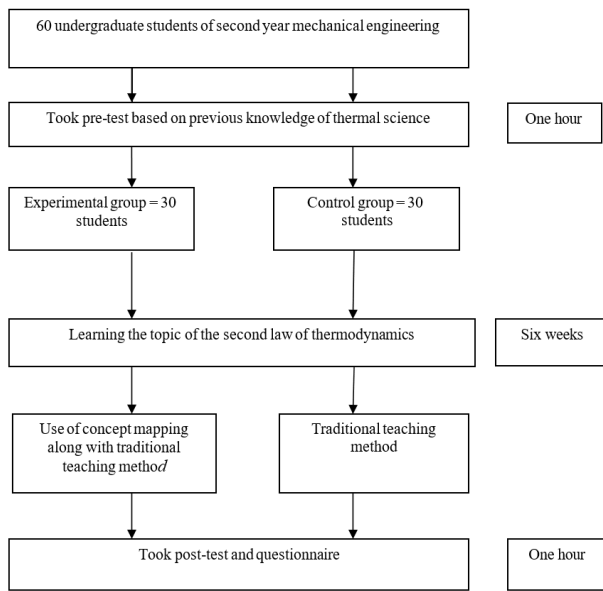 60 undergraduate students of second year mechanical engineering
Took pre-test based on previous knowledge of thermal science
One hour
Experimental group = 30
students
Control group = 30
students
Learning the topic of the second law of thermodynamics
Six weeks
Use of concept mapping
along with traditional
teaching method
Traditional teaching
method
Took post-test and questionnaire
One hour